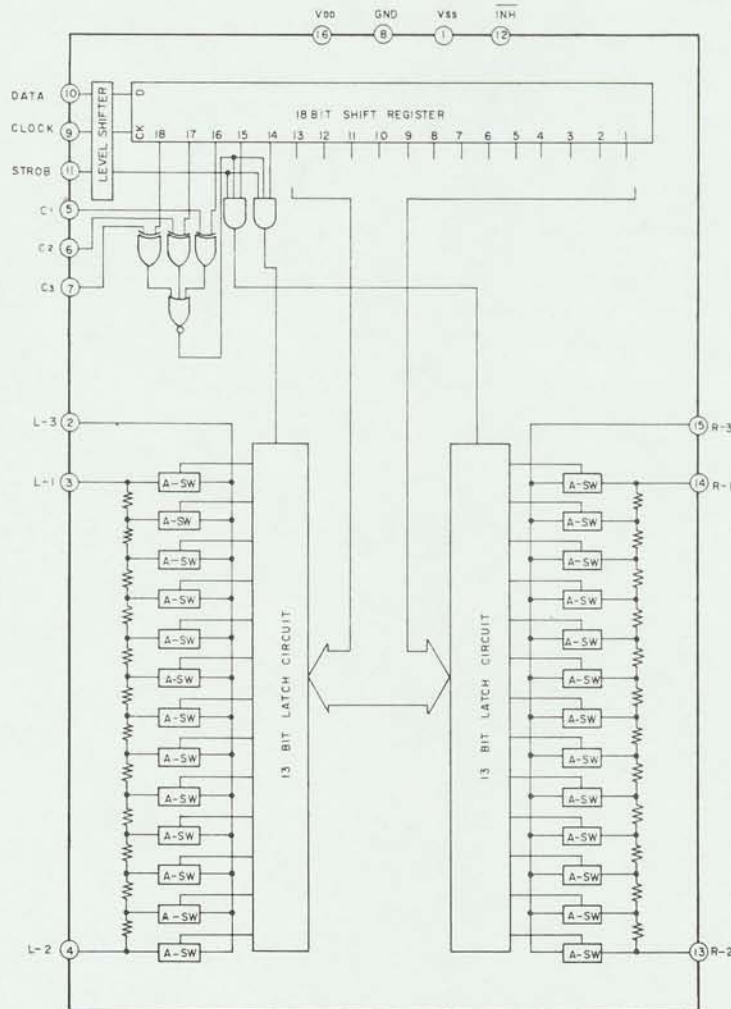 VDD GND VSS INH
16 8 1 12
DATA 10
CLOCK 9
STROB 11
C1 5
C2 6
C3 7
LEVEL SHIFTER
D
CK
18 BIT SHIFT REGISTER
18 17 16 15 14 13 12 11 10 9 8 7 6 5 4 3 2 1
L-3 2
15 R-3
L-1 3
14 R-1
A-SW A-SW
A-SW A-SW
A-SW A-SW
A-SW A-SW
A-SW A-SW
A-SW A-SW
A-SW A-SW
A-SW A-SW
A-SW A-SW
A-SW A-SW
A-SW A-SW
A-SW A-SW
A-SW A-SW
13 BIT LATCH CIRCUIT
13 BIT LATCH CIRCUIT
L-2 4
13 R-2